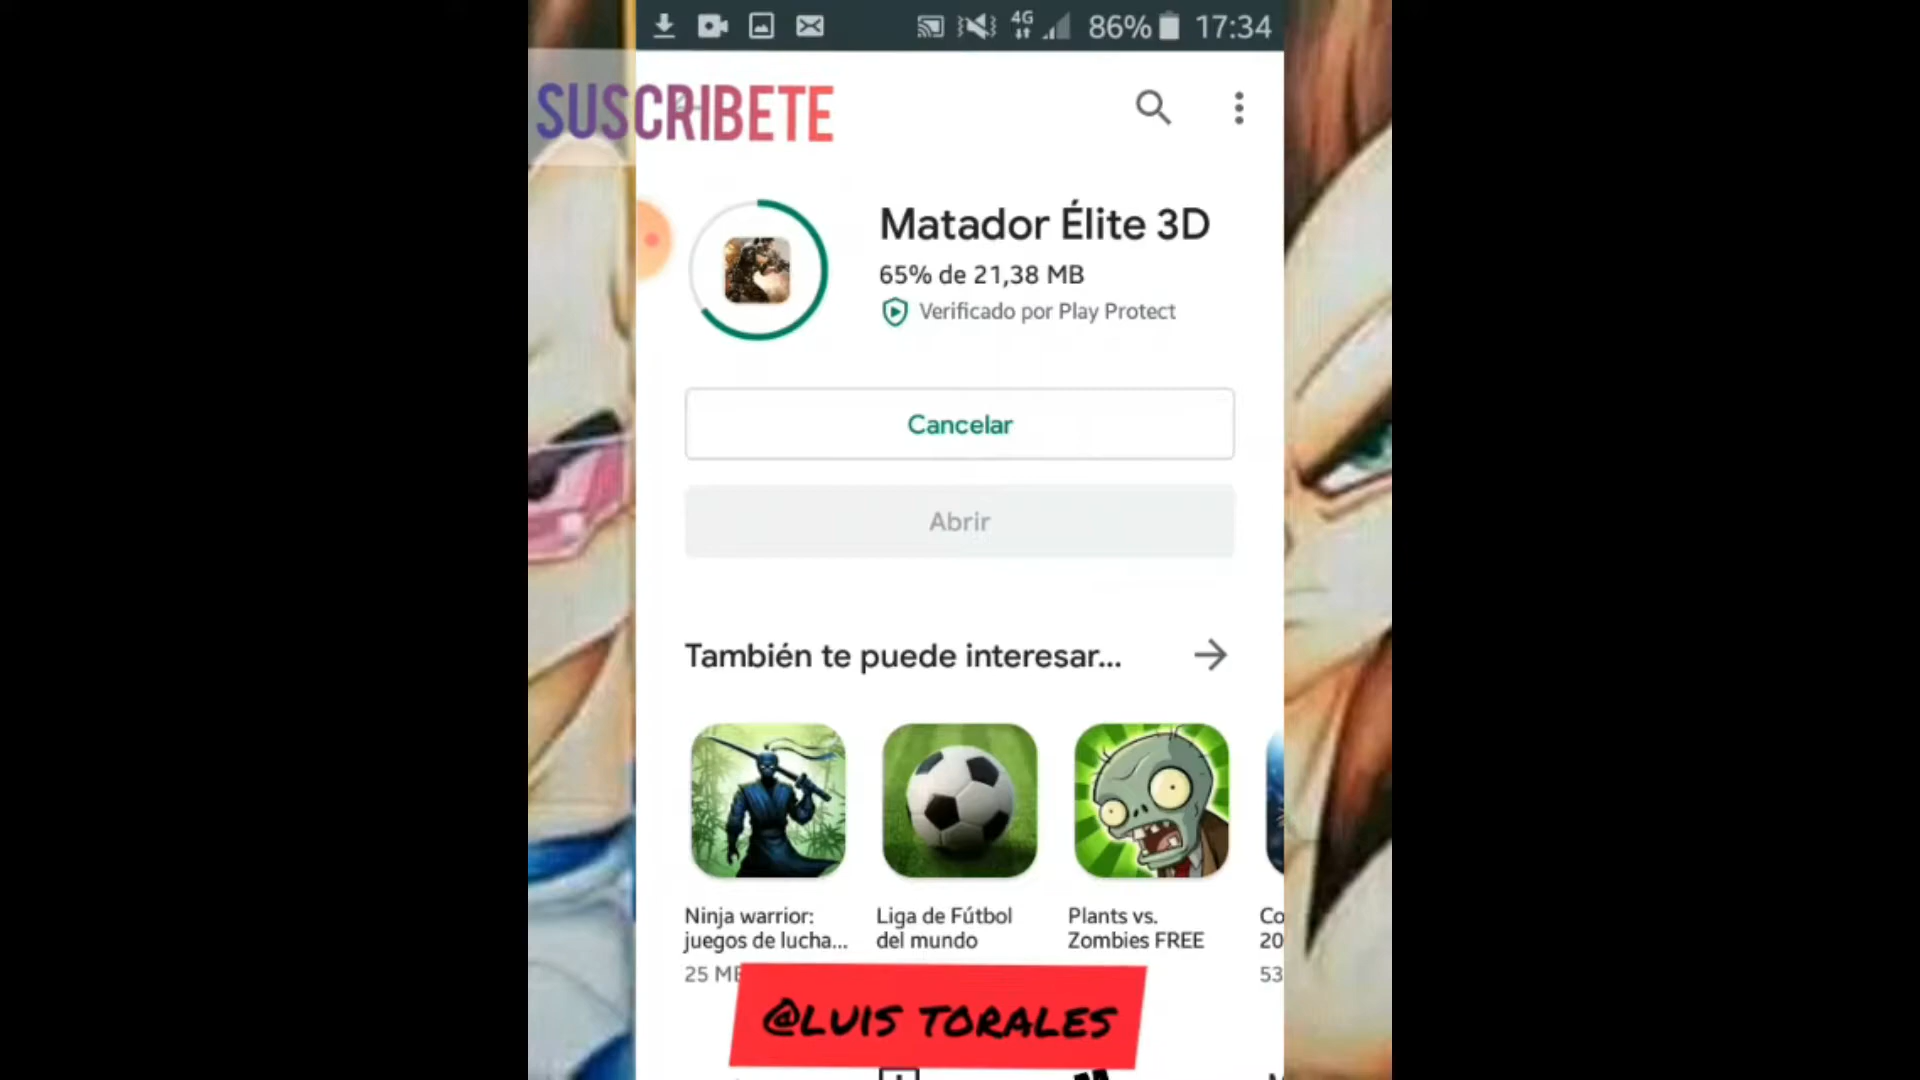 4G 86% 17:34
SUSCRIBETE
Matador Élite 3D
65% de 21,38 MB
Verificado por Play Protect
Cancelar
Abrir
También te puede interesar...
Ninja warrior:
juegos de lucha...
25 MB
Liga de Fútbol
del mundo
Plants vs.
Zombies FREE
Co
20
53
@LUIS TORALES